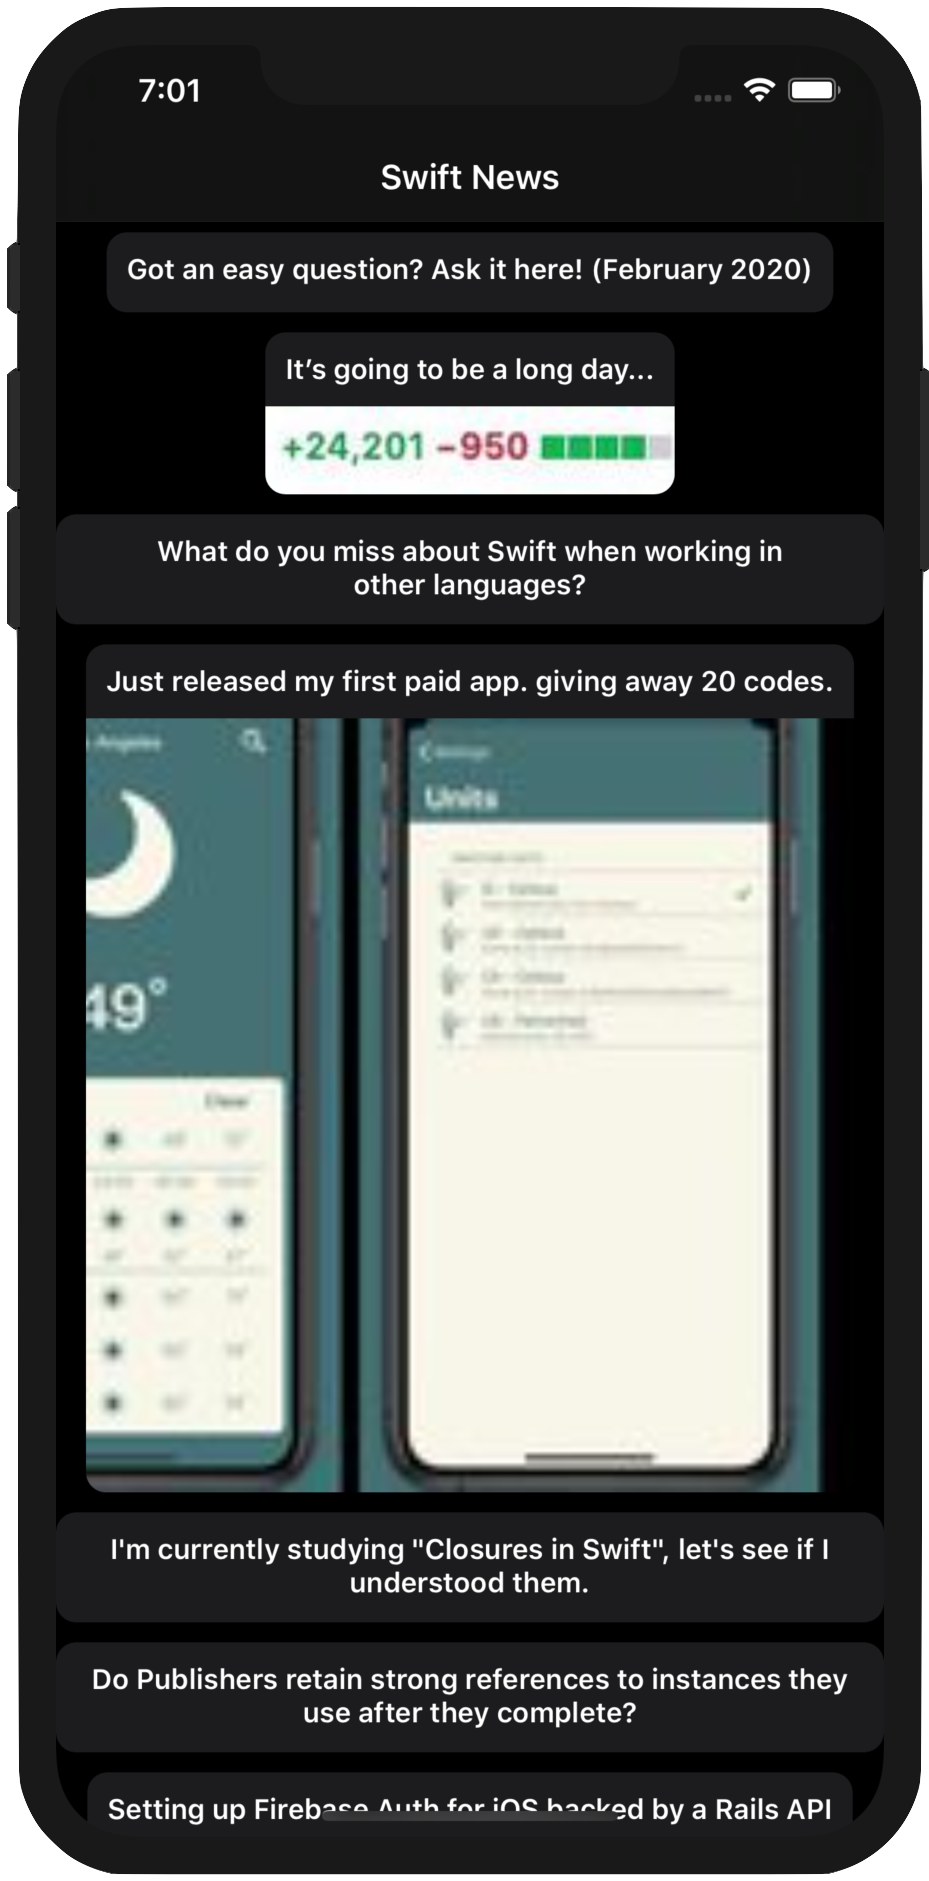 7:01
Swift News
Got an easy question? Ask it here! (February 2020)
It’s going to be a long day...
+24,201 −950
What do you miss about Swift when working in
other languages?
Just released my first paid app. giving away 20 codes.
Angeles
Units
49°
Clear
I'm currently studying "Closures in Swift", let's see if I
understood them.
Do Publishers retain strong references to instances they
use after they complete?
Setting up Firebase Auth for iOS backed by a Rails API